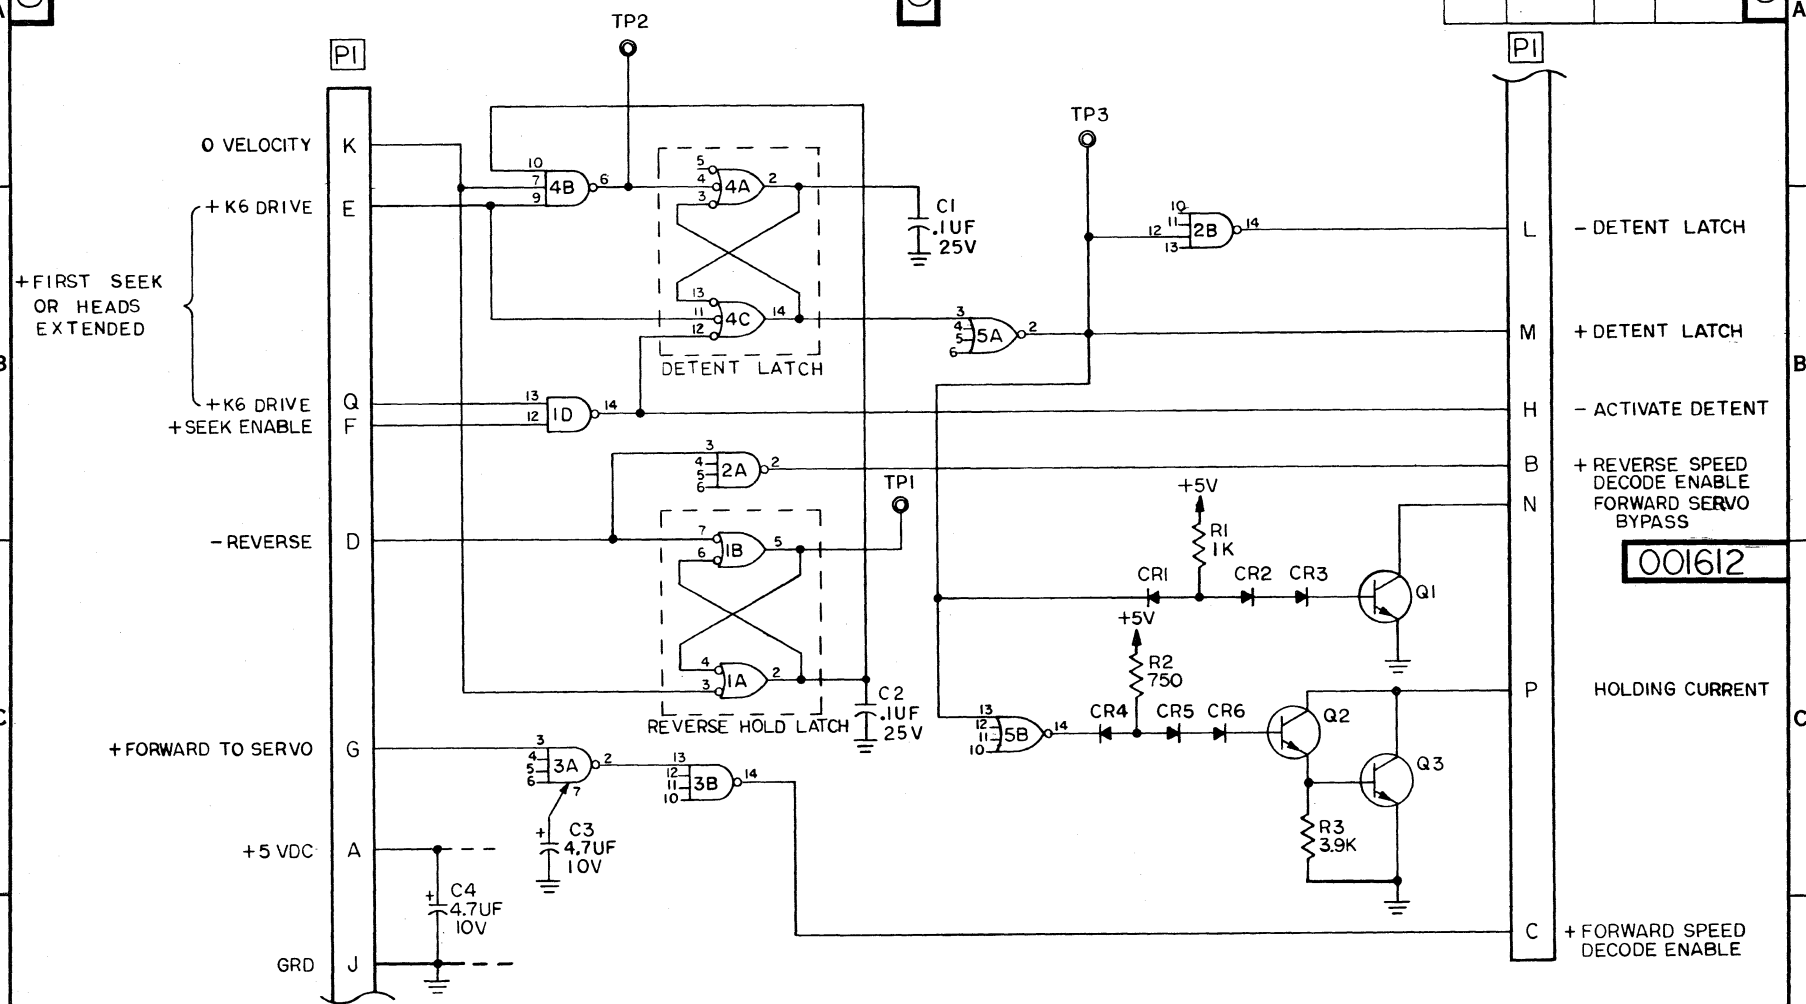 A
A
TP2
P1
P1
TP3
O VELOCITY K
10
7
9
4B
6
5
4
3
4A
2
+K6 DRIVE E
C1
.1UF
25V
10
11
12
13
2B
14
L - DETENT LATCH
+FIRST SEEK
OR HEADS
EXTENDED
13
11
12
4C
14
3
4
5
6
5A
2
M + DETENT LATCH
DETENT LATCH
B
B
+K6 DRIVE Q
+SEEK ENABLE F
13
12
1D
14
H - ACTIVATE DETENT
3
4
5
6
2A
2
B + REVERSE SPEED
DECODE ENABLE
TP1
N FORWARD SERVO
BYPASS
+5V
R1
1K
-REVERSE D
7
6
1B
5
001612
CR1
CR2
CR3
Q1
+5V
R2
750
4
3
1A
2
C2
.1UF
25V
REVERSE HOLD LATCH
P HOLDING CURRENT
C
C
13
12
11
10
5B
14
CR4
CR5
CR6
Q2
Q3
+FORWARD TO SERVO G
3
4
5
6
3A
2
7
13
12
11
10
3B
14
C3
+
4.7UF
10V
R3
3.9K
+5 VDC A
C4
+
4.7UF
10V
C + FORWARD SPEED
DECODE ENABLE
GRD J